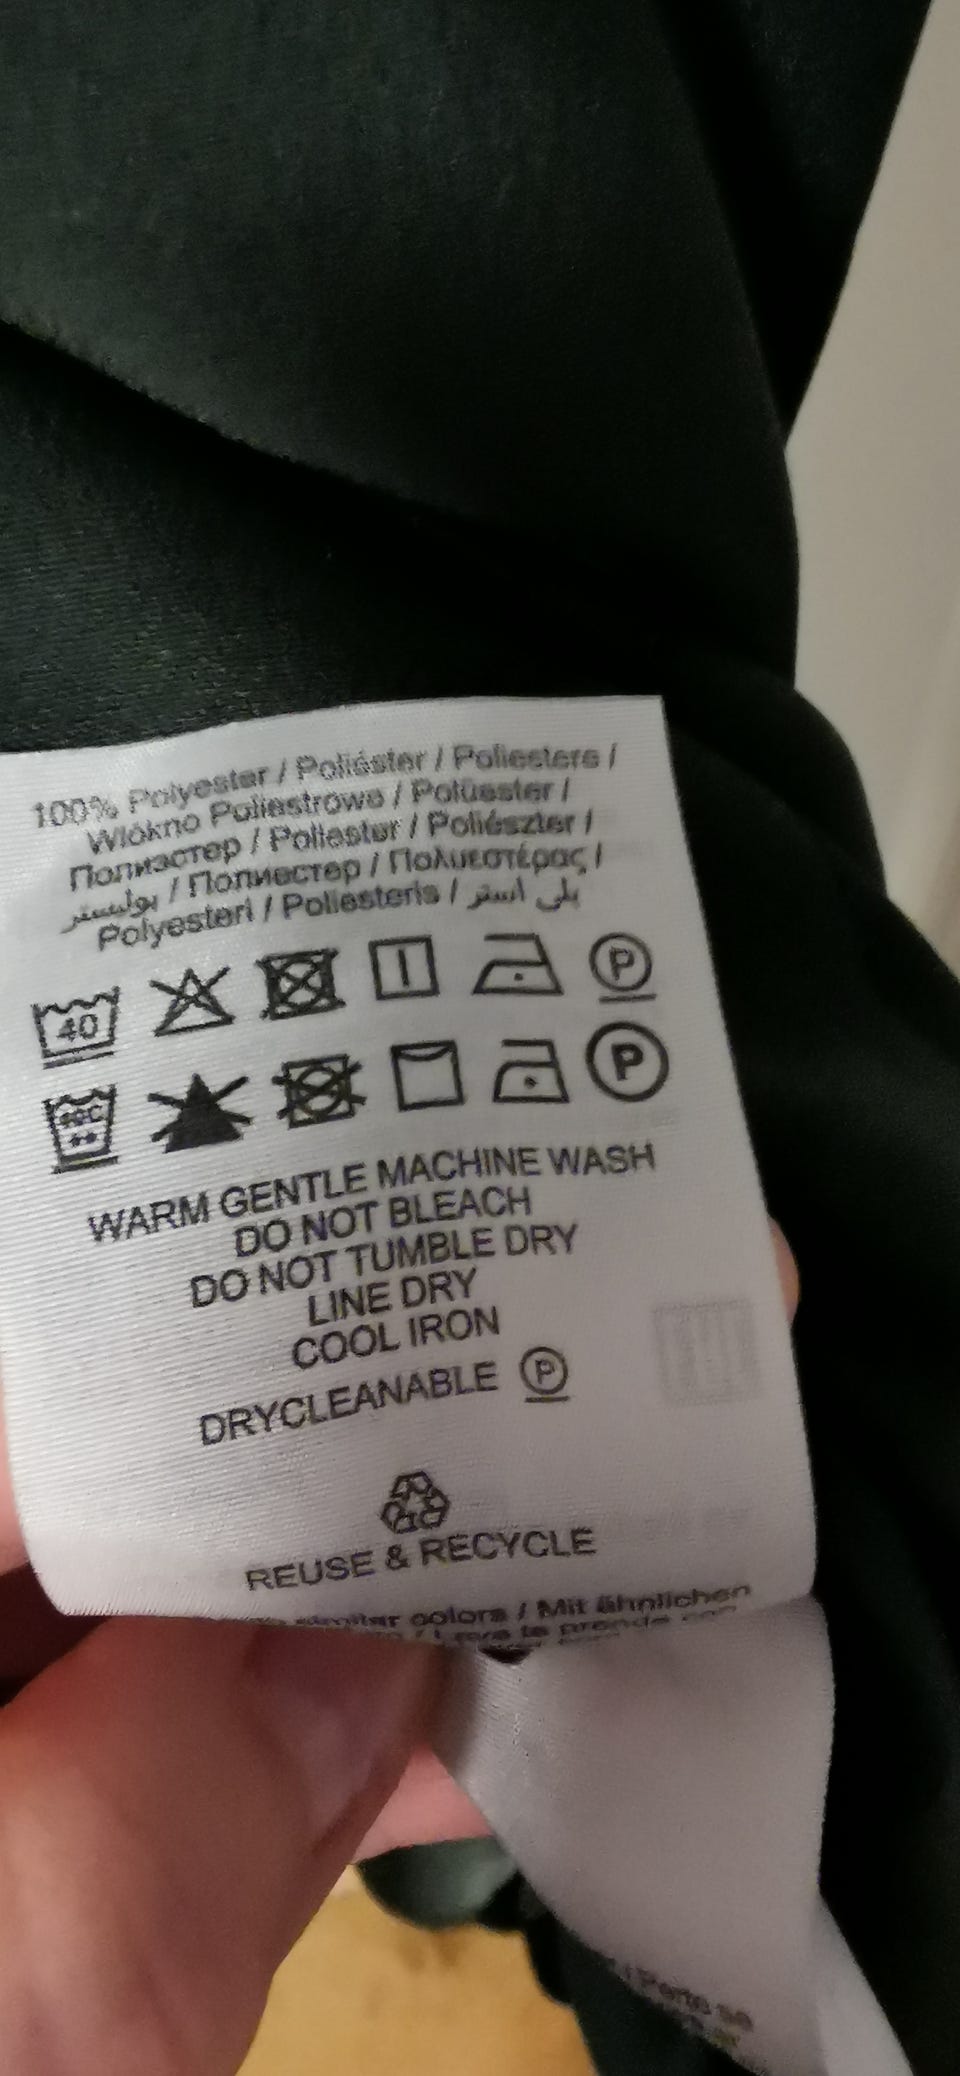 100% Polyester / Poliéster / Poliestere /
Włókno Poliestrowe / Polüester /
Полиэстер / Poliester / Poliészter /
بوليستر / Полиестер / Πολυεστέρας /
Polyesteri / Poliesteris / پلی استر
40 P
40C P
WARM GENTLE MACHINE WASH
DO NOT BLEACH
DO NOT TUMBLE DRY
LINE DRY
COOL IRON
DRYCLEANABLE P
REUSE & RECYCLE
similar colors / Mit ähnlichen